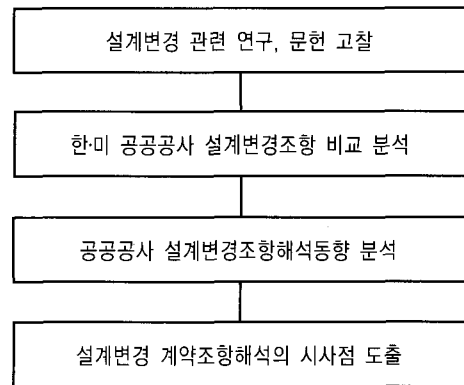 설계변경 관련 연구, 문헌 고찰
한·미 공공공사 설계변경조항 비교 분석
공공공사 설계변경조항해석동향 분석
설계변경 계약조항해석의 시사점 도출